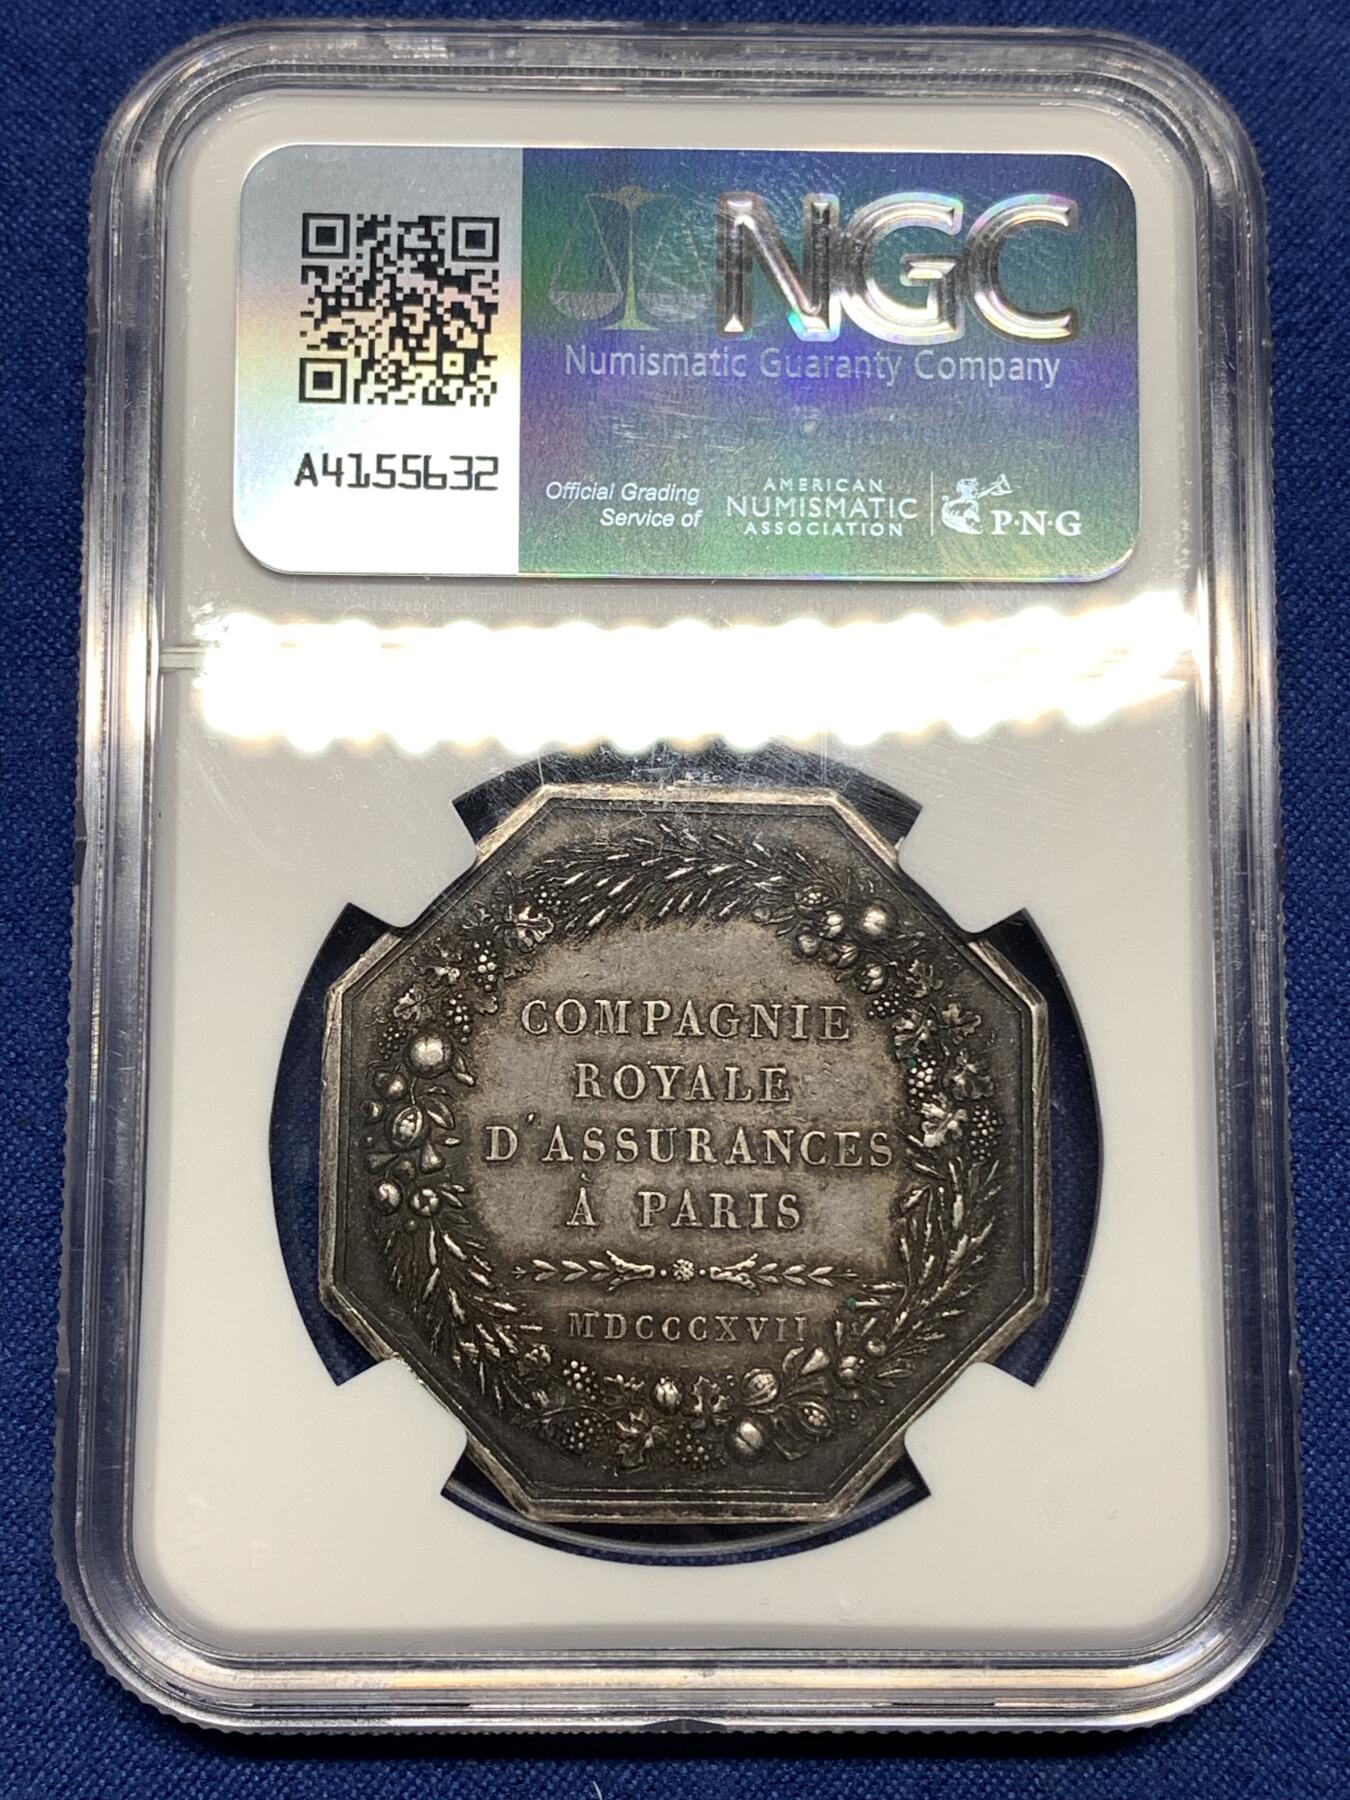 NGC
Numismatic Guaranty Company
A4155632
Official Grading
Service of
AMERICAN
NUMISMATIC
ASSOCIATION
P·N·G
COMPAGNIE
ROYALE
D'ASSURANCES
À PARIS
MDCCCXVII